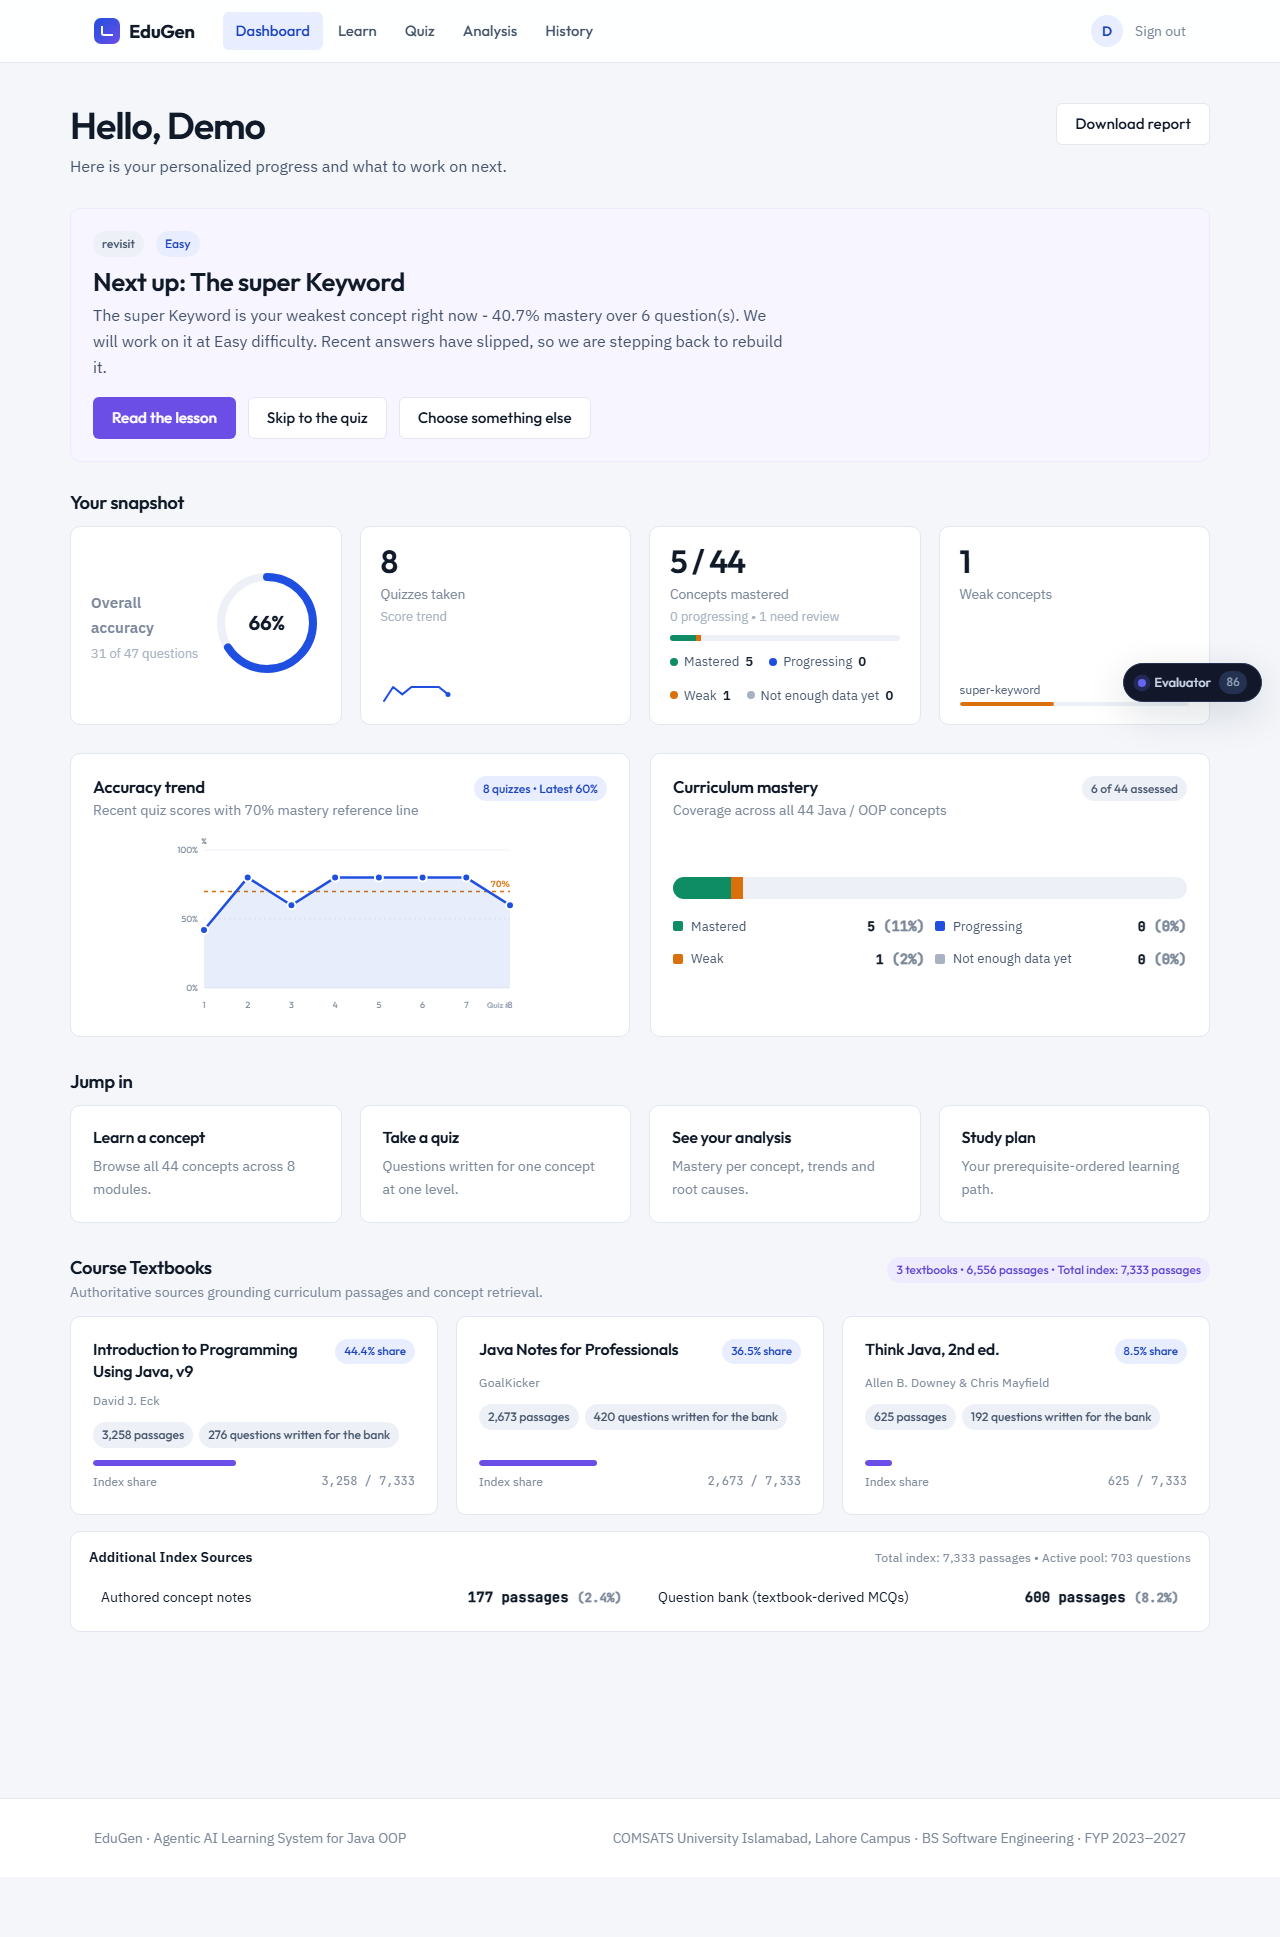 EduGen
Dashboard
Learn
Quiz
Analysis
History
D
Sign out
Hello, Demo
Download report
Here is your personalized progress and what to work on next.
revisit
Easy
Next up: The super Keyword
The super Keyword is your weakest concept right now - 40.7% mastery over 6 question(s). We
will work on it at Easy difficulty. Recent answers have slipped, so we are stepping back to rebuild
it.
Read the lesson
Skip to the quiz
Choose something else
Your snapshot
Overall
accuracy
31 of 47 questions
66%
8
Quizzes taken
Score trend
5 / 44
Concepts mastered
0 progressing • 1 need review
Mastered 5
Progressing 0
Weak 1
Not enough data yet 0
1
Weak concepts
super-keyword
Evaluator 86
Accuracy trend
8 quizzes • Latest 60%
Recent quiz scores with 70% mastery reference line
%
100%
70%
50%
0%
1 2 3 4 5 6 7 8
Quiz #
Curriculum mastery
6 of 44 assessed
Coverage across all 44 Java / OOP concepts
Mastered 5 (11%)
Progressing 0 (0%)
Weak 1 (2%)
Not enough data yet 0 (0%)
Jump in
Learn a concept
Browse all 44 concepts across 8
modules.
Take a quiz
Questions written for one concept
at one level.
See your analysis
Mastery per concept, trends and
root causes.
Study plan
Your prerequisite-ordered learning
path.
Course Textbooks
3 textbooks • 6,556 passages • Total index: 7,333 passages
Authoritative sources grounding curriculum passages and concept retrieval.
Introduction to Programming
Using Java, v9
44.4% share
David J. Eck
3,258 passages
276 questions written for the bank
Index share
3,258 / 7,333
Java Notes for Professionals
36.5% share
GoalKicker
2,673 passages
420 questions written for the bank
Index share
2,673 / 7,333
Think Java, 2nd ed.
8.5% share
Allen B. Downey & Chris Mayfield
625 passages
192 questions written for the bank
Index share
625 / 7,333
Additional Index Sources
Total index: 7,333 passages • Active pool: 703 questions
Authored concept notes
177 passages (2.4%)
Question bank (textbook-derived MCQs)
600 passages (8.2%)
EduGen · Agentic AI Learning System for Java OOP
COMSATS University Islamabad, Lahore Campus · BS Software Engineering · FYP 2023–2027